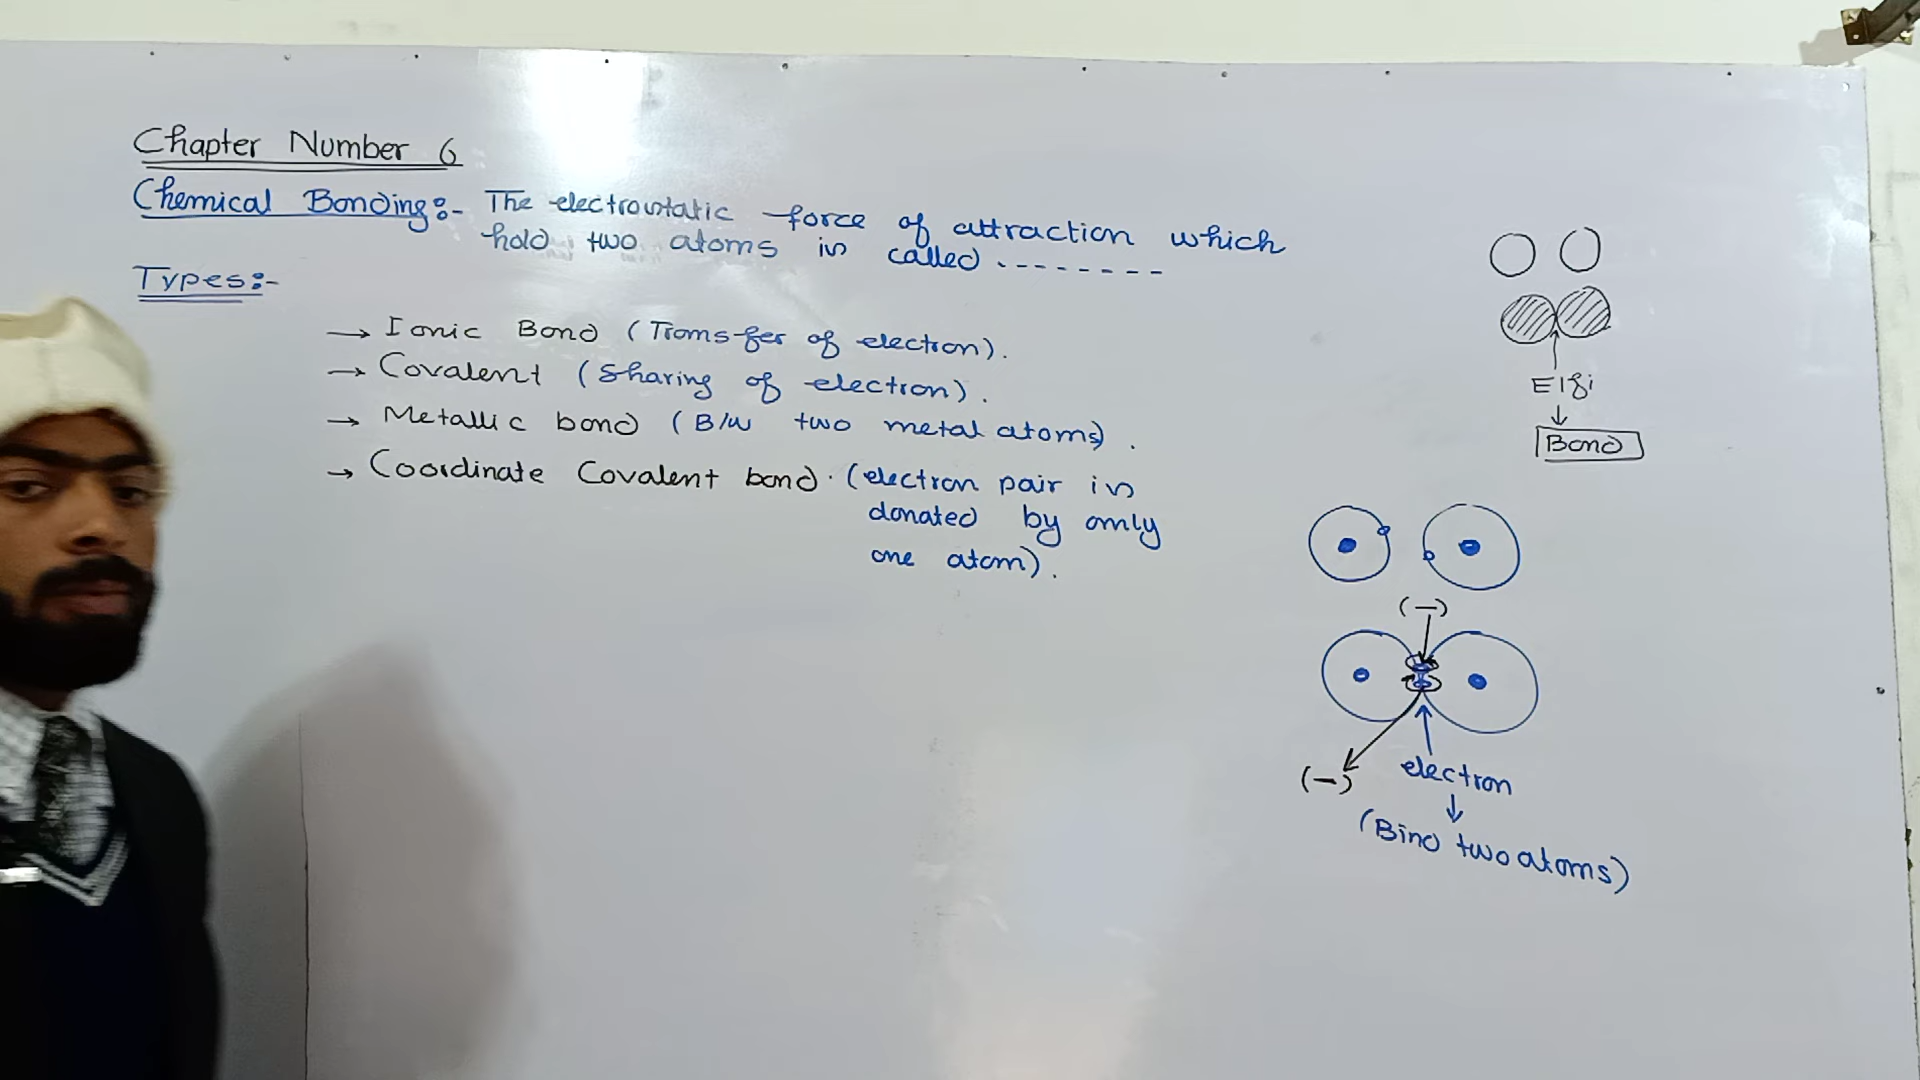 Chapter Number 6
Chemical Bonding:- The electrostatic force of attraction which
hold two atoms is called --------
Types:-
→ Ionic Bond (Transfer of electron).
→ Covalent (Sharing of electron).
→ Metallic bond (B/w two metal atoms).
→ Coordinate Covalent bond. (electron pair is
donated by only
one atom).
↓
Bond
(-)
(-)
electron
↓
(Bind two atoms)